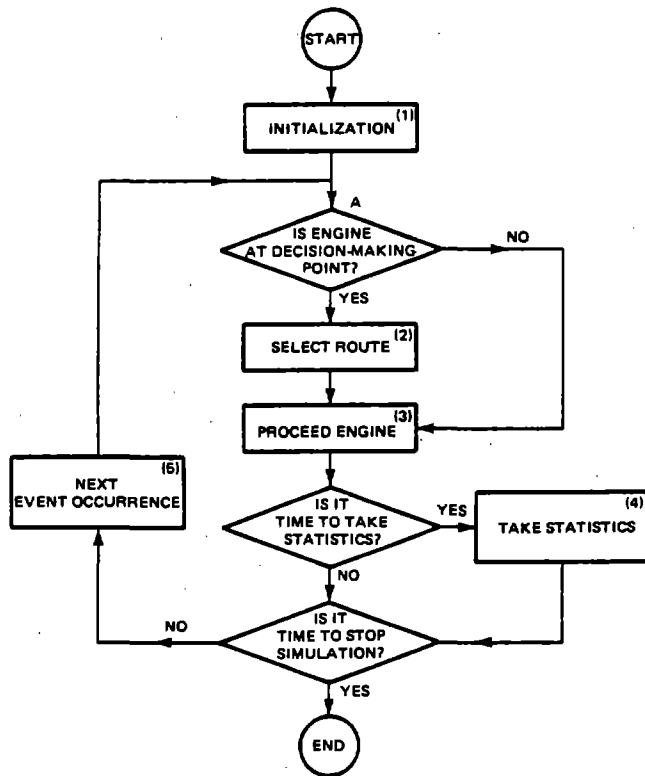 START
(1)
INITIALIZATION
A
IS ENGINE
AT DECISION-MAKING
POINT?
NO
YES
(2)
SELECT ROUTE
(3)
PROCEED ENGINE
(5)
NEXT
EVENT OCCURRENCE
IS IT
TIME TO TAKE
STATISTICS?
YES
(4)
TAKE STATISTICS
NO
IS IT
TIME TO STOP
SIMULATION?
NO
YES
END